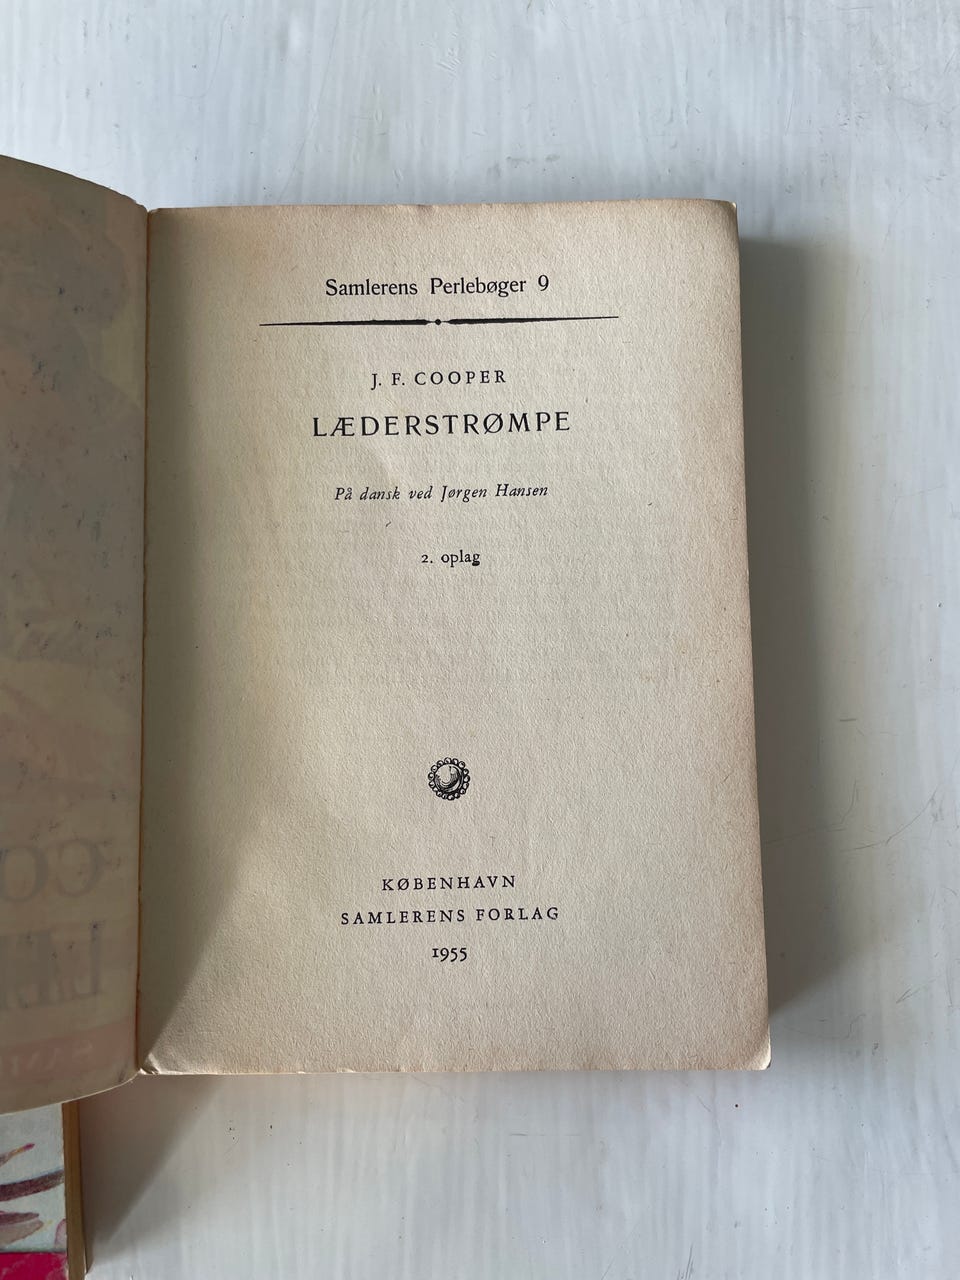 Samlerens Perlebøger 9
J. F. COOPER
LÆDERSTRØMPE
På dansk ved Jørgen Hansen
2. oplag
KØBENHAVN
SAMLERENS FORLAG
1955